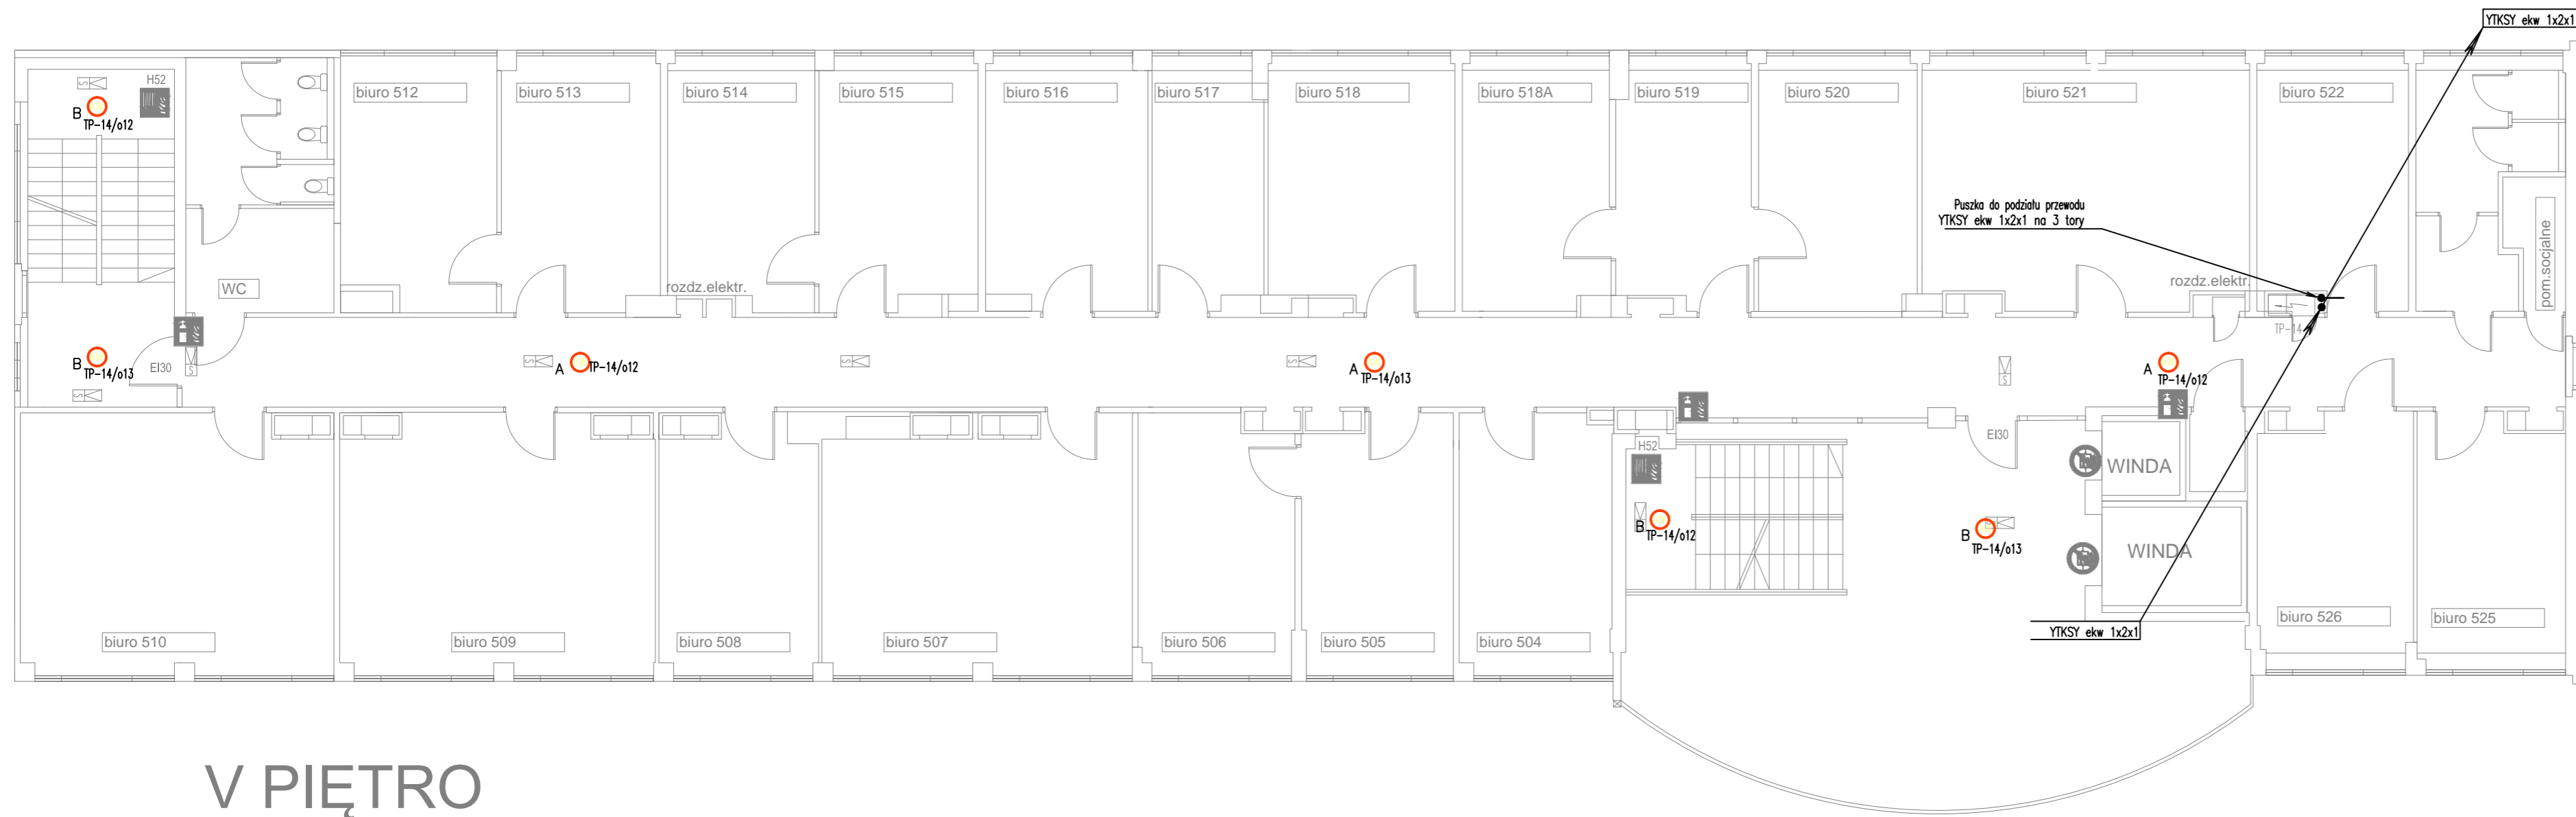 YTKSY ekw 1x2x1
H52
B
TP-14/o12
biuro 512
biuro 513
biuro 514
biuro 515
biuro 516
biuro 517
biuro 518
biuro 518A
biuro 519
biuro 520
biuro 521
biuro 522
Puszka do podziału przewodu
YTKSY ekw 1x2x1 na 3 tory
pom.socjalne
WC
rozdz.elektr.
rozdz.elektr.
TP-14
B
TP-14/o13
EI30
S
S
S
A
TP-14/o12
S
S
A
TP-14/o13
S
A
TP-14/o12
S
EI30
H52
WINDA
B
TP-14/o12
B
TP-14/o13
WINDA
YTKSY ekw 1x2x1
biuro 510
biuro 509
biuro 508
biuro 507
biuro 506
biuro 505
biuro 504
biuro 526
biuro 525
V PIĘTRO